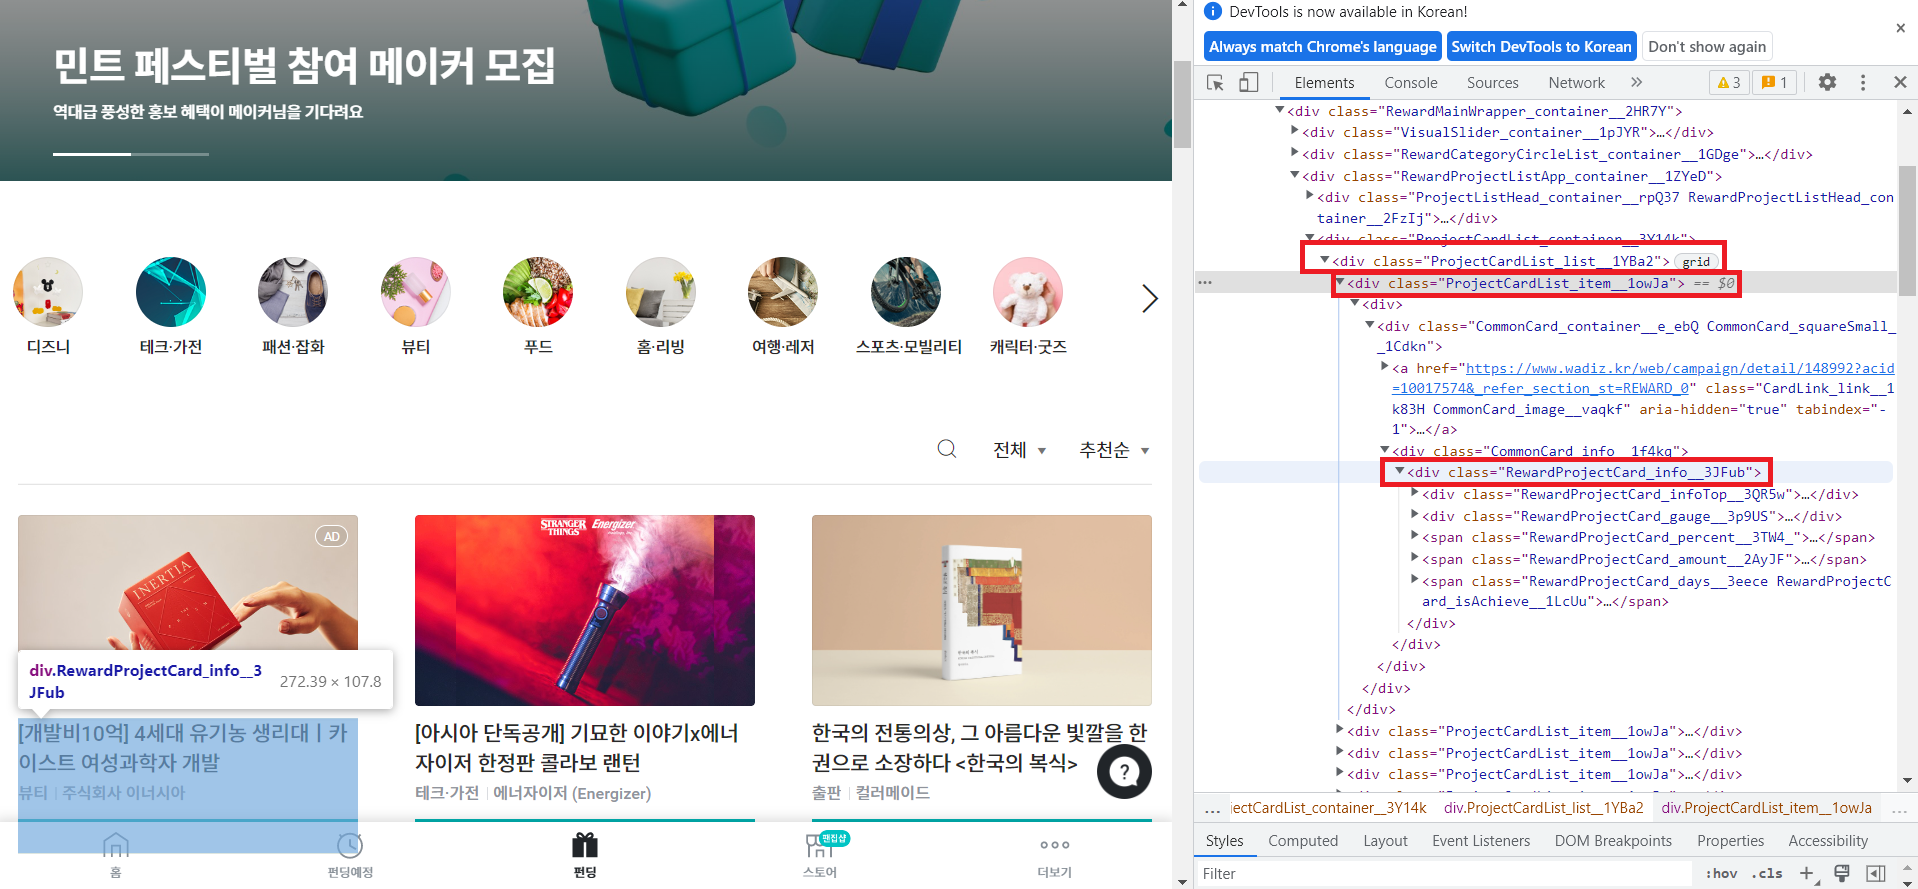 민트 페스티벌 참여 메이커 모집
역대급 풍성한 홍보 혜택이 메이커님을 기다려요
디즈니
테크·가전
패션·잡화
뷰티
푸드
홈·리빙
여행·레저
스포츠·모빌리티
캐릭터·굿즈
전체
추천순
AD
INERTIA
STRANGER THINGS
Energizer
div.RewardProjectCard_info__3
JFub
272.39 × 107.8
[개발비10억] 4세대 유기농 생리대ㅣ카
이스트 여성과학자 개발
뷰티 | 주식회사 이너시아
[아시아 단독공개] 기묘한 이야기x에너
자이저 한정판 콜라보 랜턴
테크·가전 | 에너자이저 (Energizer)
한국의 전통의상, 그 아름다운 빛깔을 한
권으로 소장하다 <한국의 복식>
출판 | 컬러메이드
?
홈
펀딩예정
펀딩
팬집샵
스토어
더보기
DevTools is now available in Korean!
Always match Chrome's language
Switch DevTools to Korean
Don't show again
Elements
Console
Sources
Network
»
3
1
<div class="RewardMainWrapper_container__2HR7Y">
<div class="VisualSlider_container__1pJYR">…</div>
<div class="RewardCategoryCircleList_container__1GDge">…</div>
<div class="RewardProjectListApp_container__1ZYeD">
<div class="ProjectListHead_container__rpQ37 RewardProjectListHead_con
tainer__2FzIj">…</div>
<div class="ProjectCardList_container__3Y14k">
<div class="ProjectCardList_list__1YBa2"> grid
<div class="ProjectCardList_item__1owJa"> == $0
<div>
<div class="CommonCard_container__e_ebQ CommonCard_squareSmall_
_1Cdkn">
<a href="https://www.wadiz.kr/web/campaign/detail/148992?acid
=10017574&_refer_section_st=REWARD_0" class="CardLink_link__1
k83H CommonCard_image__vaqkf" aria-hidden="true" tabindex="-
1">…</a>
<div class="CommonCard_info__1f4kq">
<div class="RewardProjectCard_info__3JFub">
<div class="RewardProjectCard_infoTop__3QR5w">…</div>
<div class="RewardProjectCard_gauge__3p9US">…</div>
<span class="RewardProjectCard_percent__3TW4_">…</span>
<span class="RewardProjectCard_amount__2AyJF">…</span>
<span class="RewardProjectCard_days__3eece RewardProjectC
ard_isAchieve__1LcUu">…</span>
</div>
</div>
</div>
</div>
</div>
<div class="ProjectCardList_item__1owJa">…</div>
<div class="ProjectCardList_item__1owJa">…</div>
<div class="ProjectCardList_item__1owJa">…</div>
… jectCardList_container__3Y14k div.ProjectCardList_list__1YBa2 div.ProjectCardList_item__1owJa …
Styles
Computed
Layout
Event Listeners
DOM Breakpoints
Properties
Accessibility
Filter
:hov .cls +